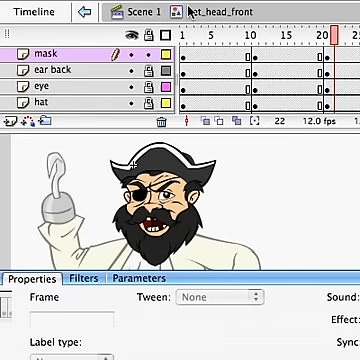 Timeline Scene 1 et_head_front
5 10 15 20 25
mask
ear back
eye
hat
22 12.0 fps
Properties Filters Parameters
Frame Tween: None Sound:
Effect:
Label type: Sync